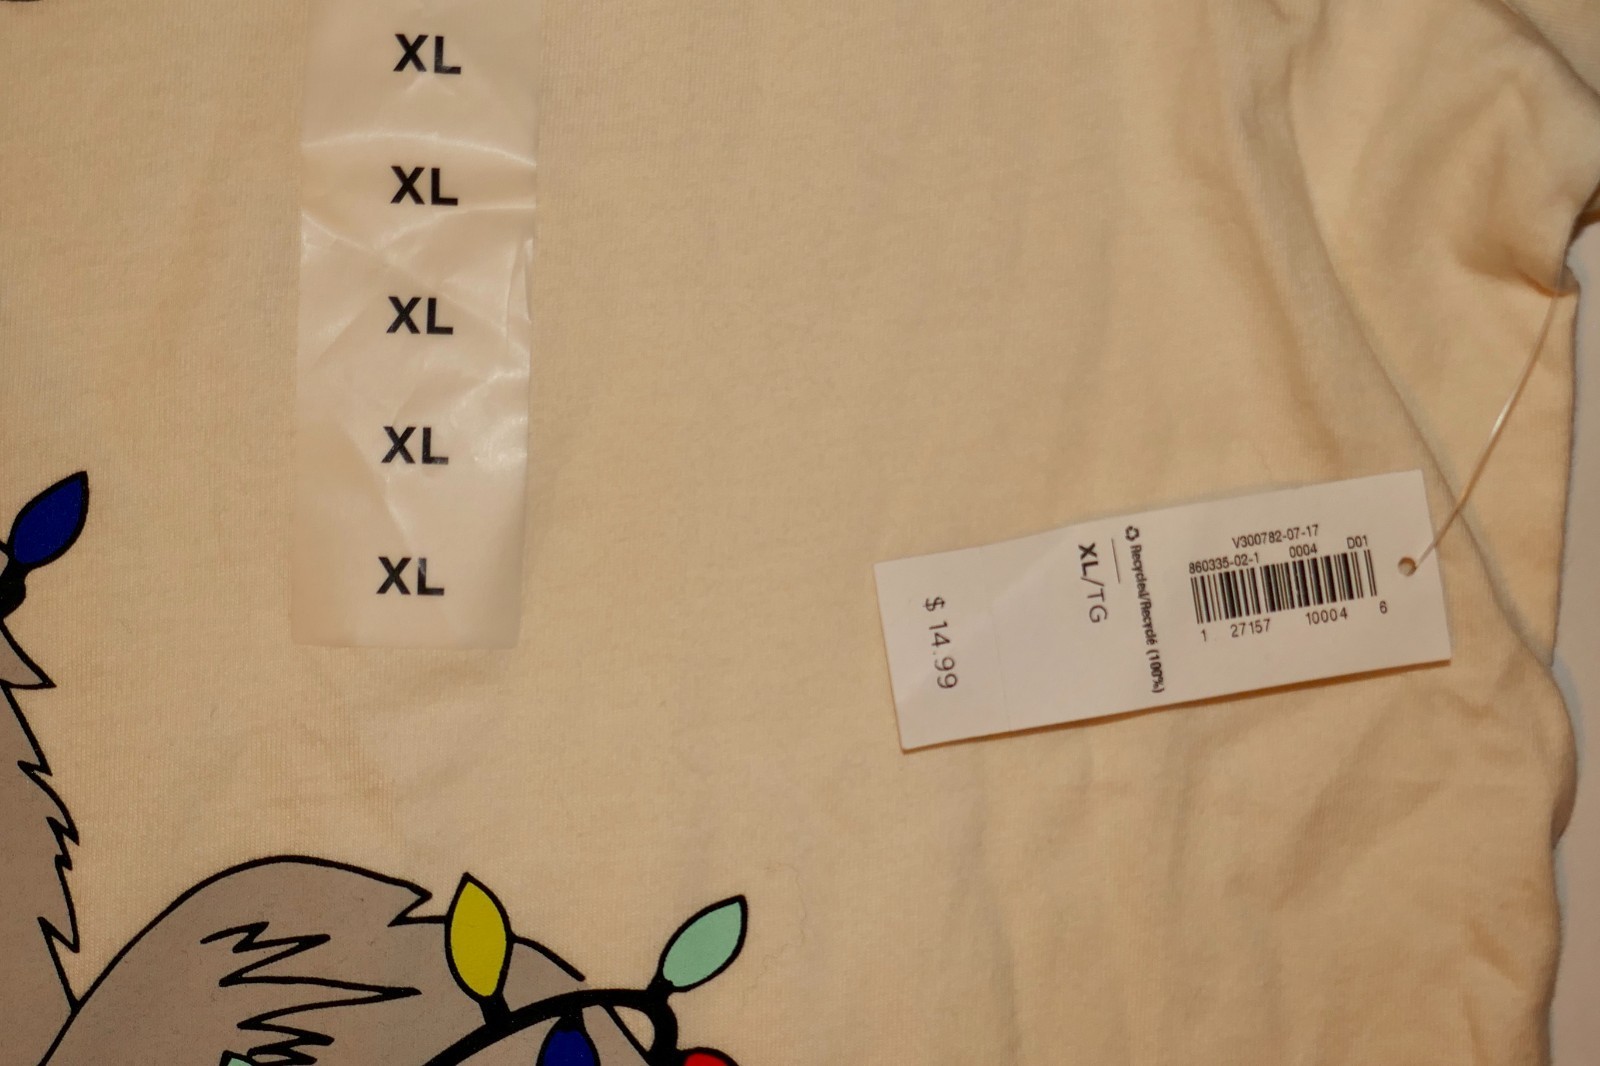 XL
XL
XL
XL
XL
V300782-07-17
860335-02-1 0004 D01
1 27157 10004 6
♻ Recycled/Recyclé (100%)
XL/TG
$ 14.99